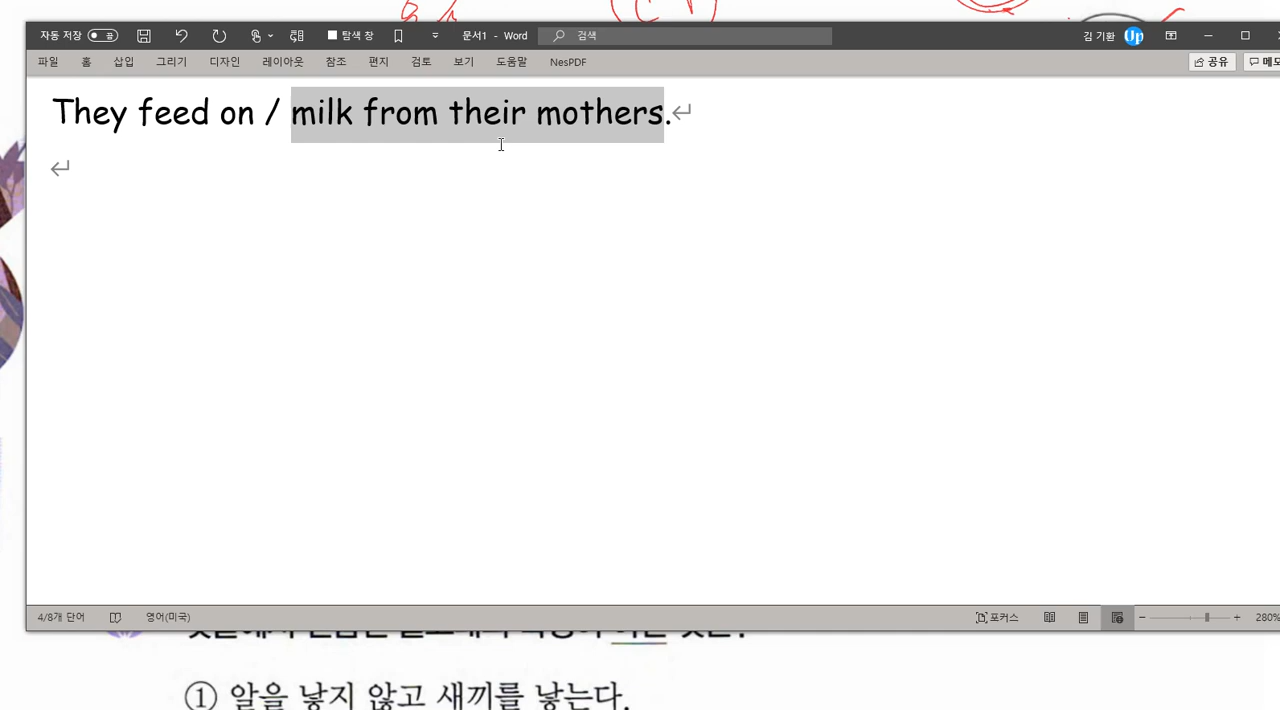 자동 저장 탐색 창 문서1 - Word 검색 김 기환 Up
파일 홈 삽입 그리기 디자인 레이아웃 참조 편지 검토 보기 도움말 NesPDF 공유 메모
They feed on / milk from their mothers.
4/8개 단어 영어(미국) 포커스 280%
① 알을 낳지 않고 새끼를 낳는다.